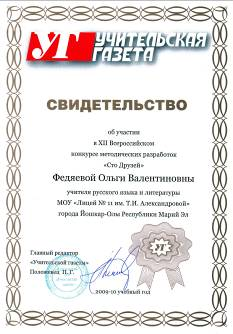 УГ УЧИТЕЛЬСКАЯ
ГАЗЕТА
СВИДЕТЕЛЬСТВО
об участии
в XII Всероссийском
конкурсе методических разработок
«Сто Друзей»
Федяевой Ольги Валентиновны
учителя русского языка и литературы
МОУ «Лицей № 11 им. Т.И. Александровой»
города Йошкар-Олы Республики Марий Эл
УГ
Главный редактор
«Учительской газеты»
Положевец П.Г.
2009-10 учебный год